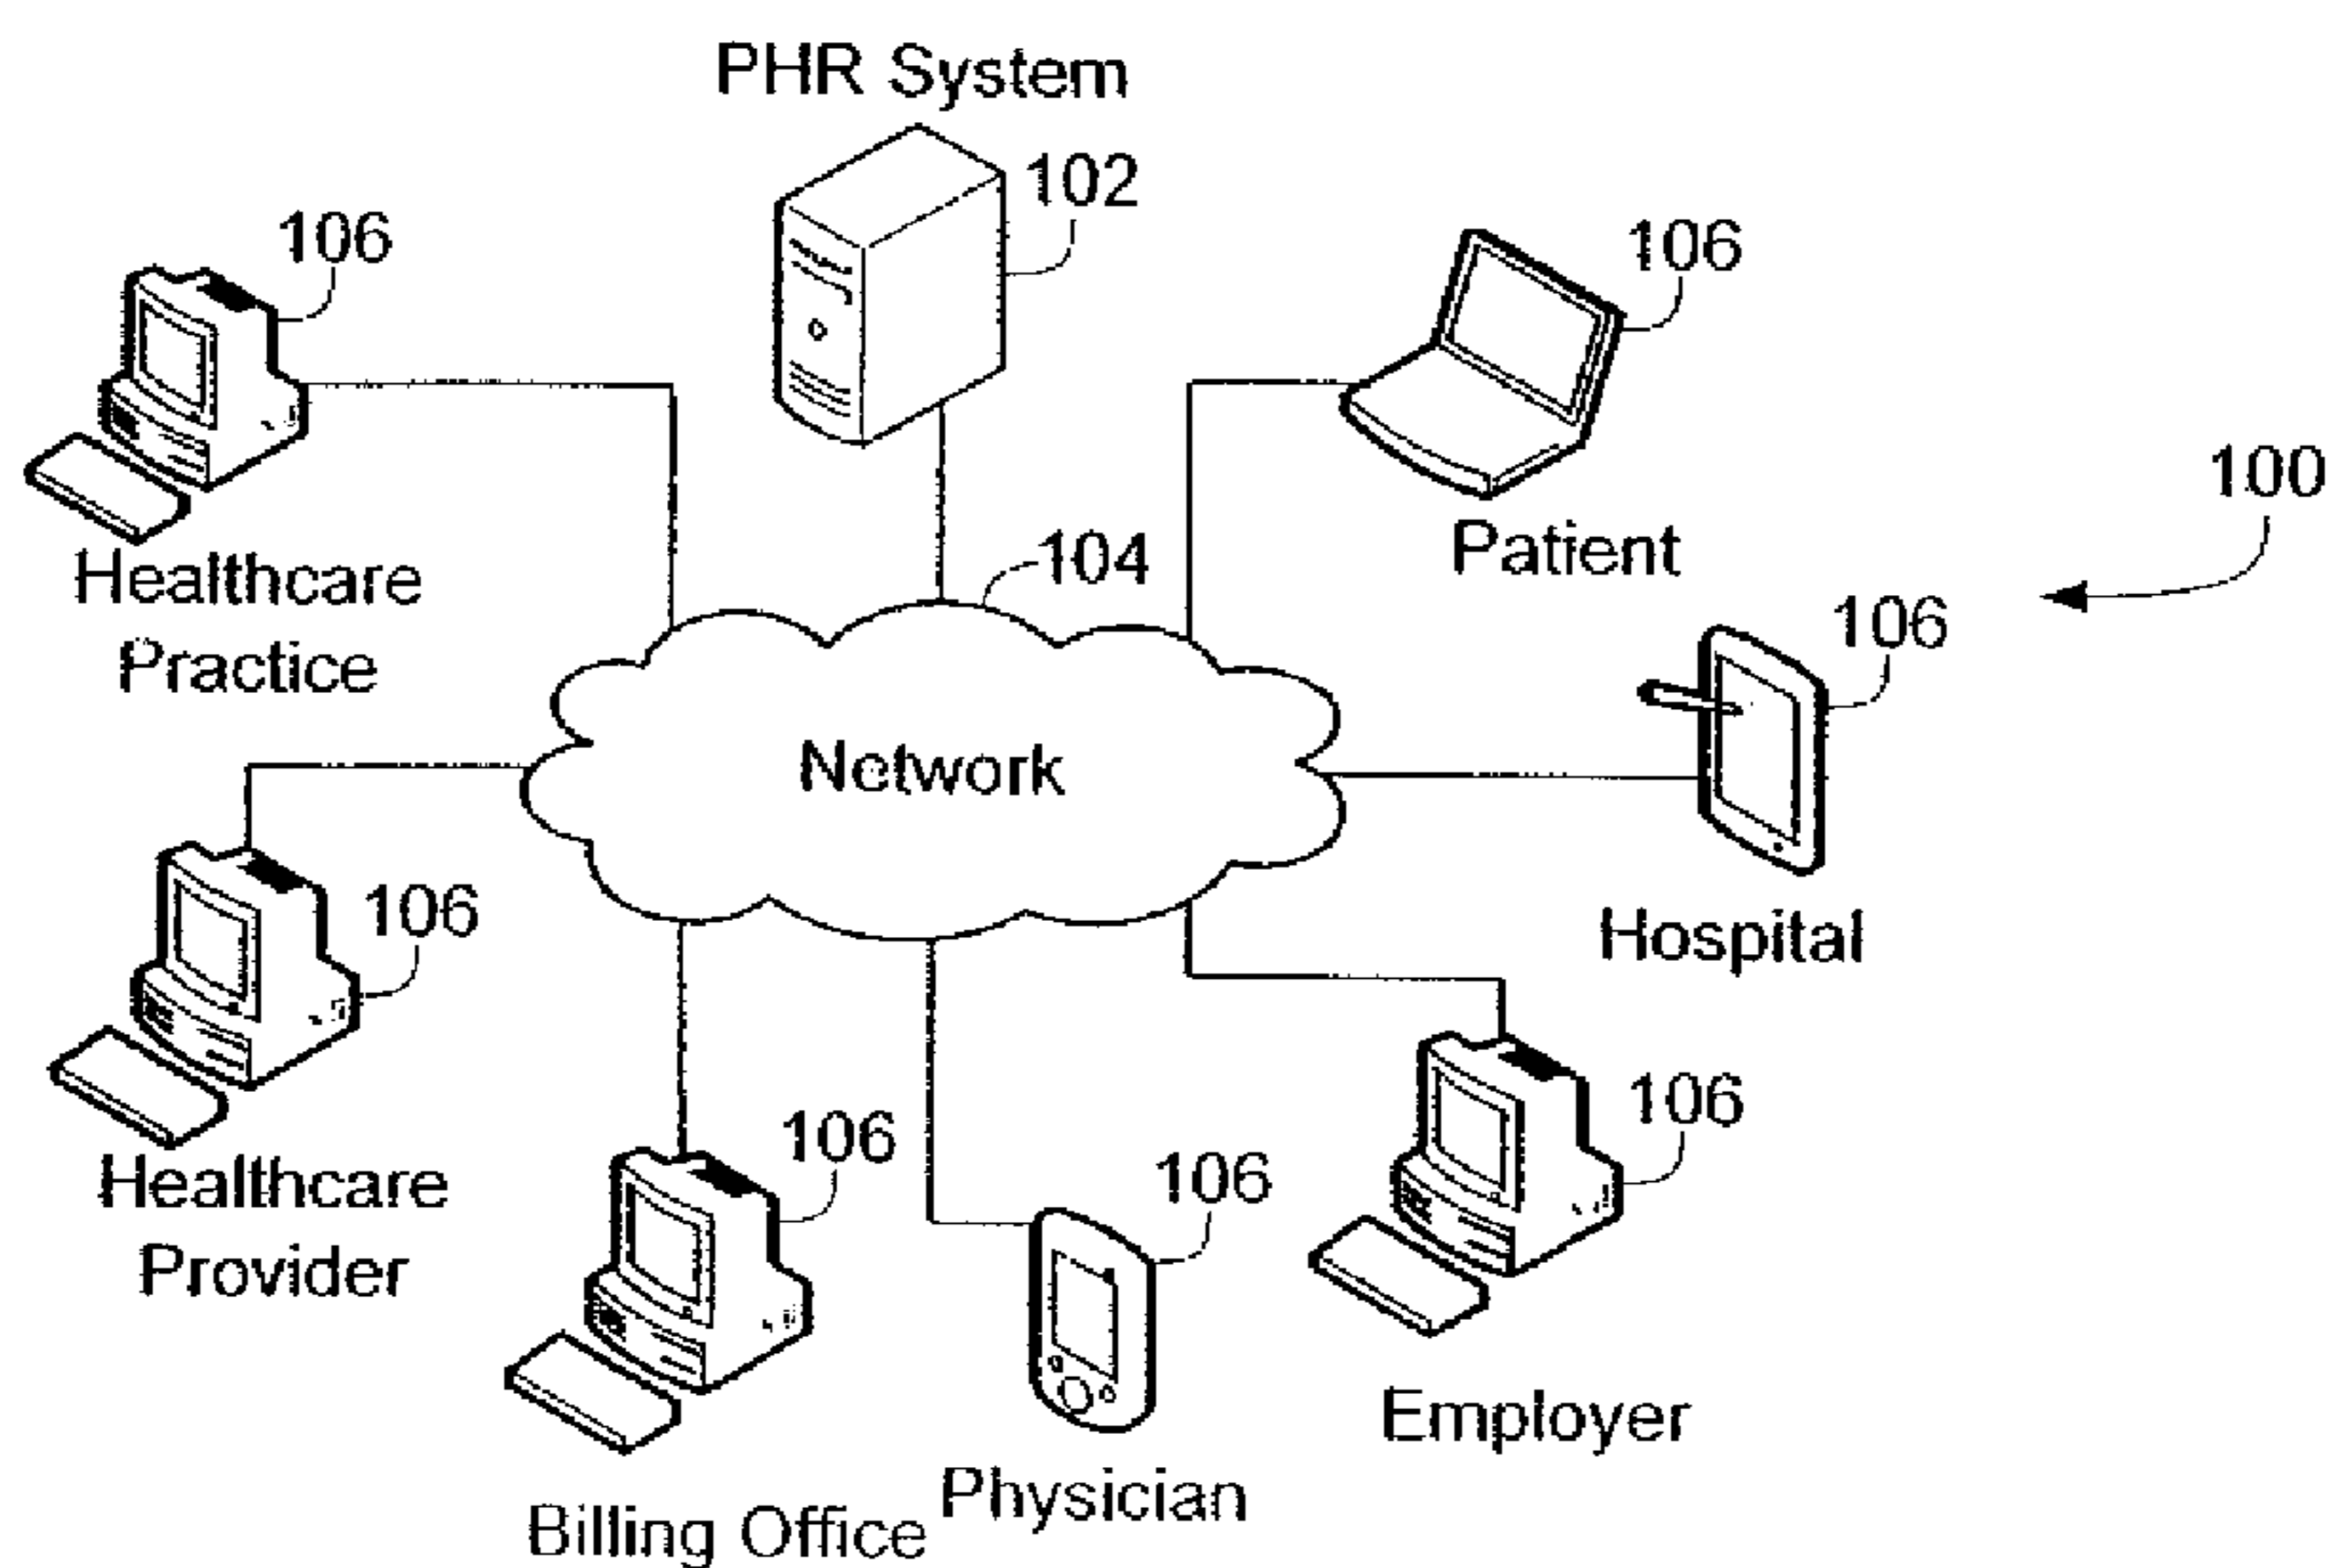 PHR System
102
106
106
100
Healthcare
Practice
104
Patient
106
Network
106
Hospital
Healthcare
Provider
106
106
106
Employer
Physician
Billing Office